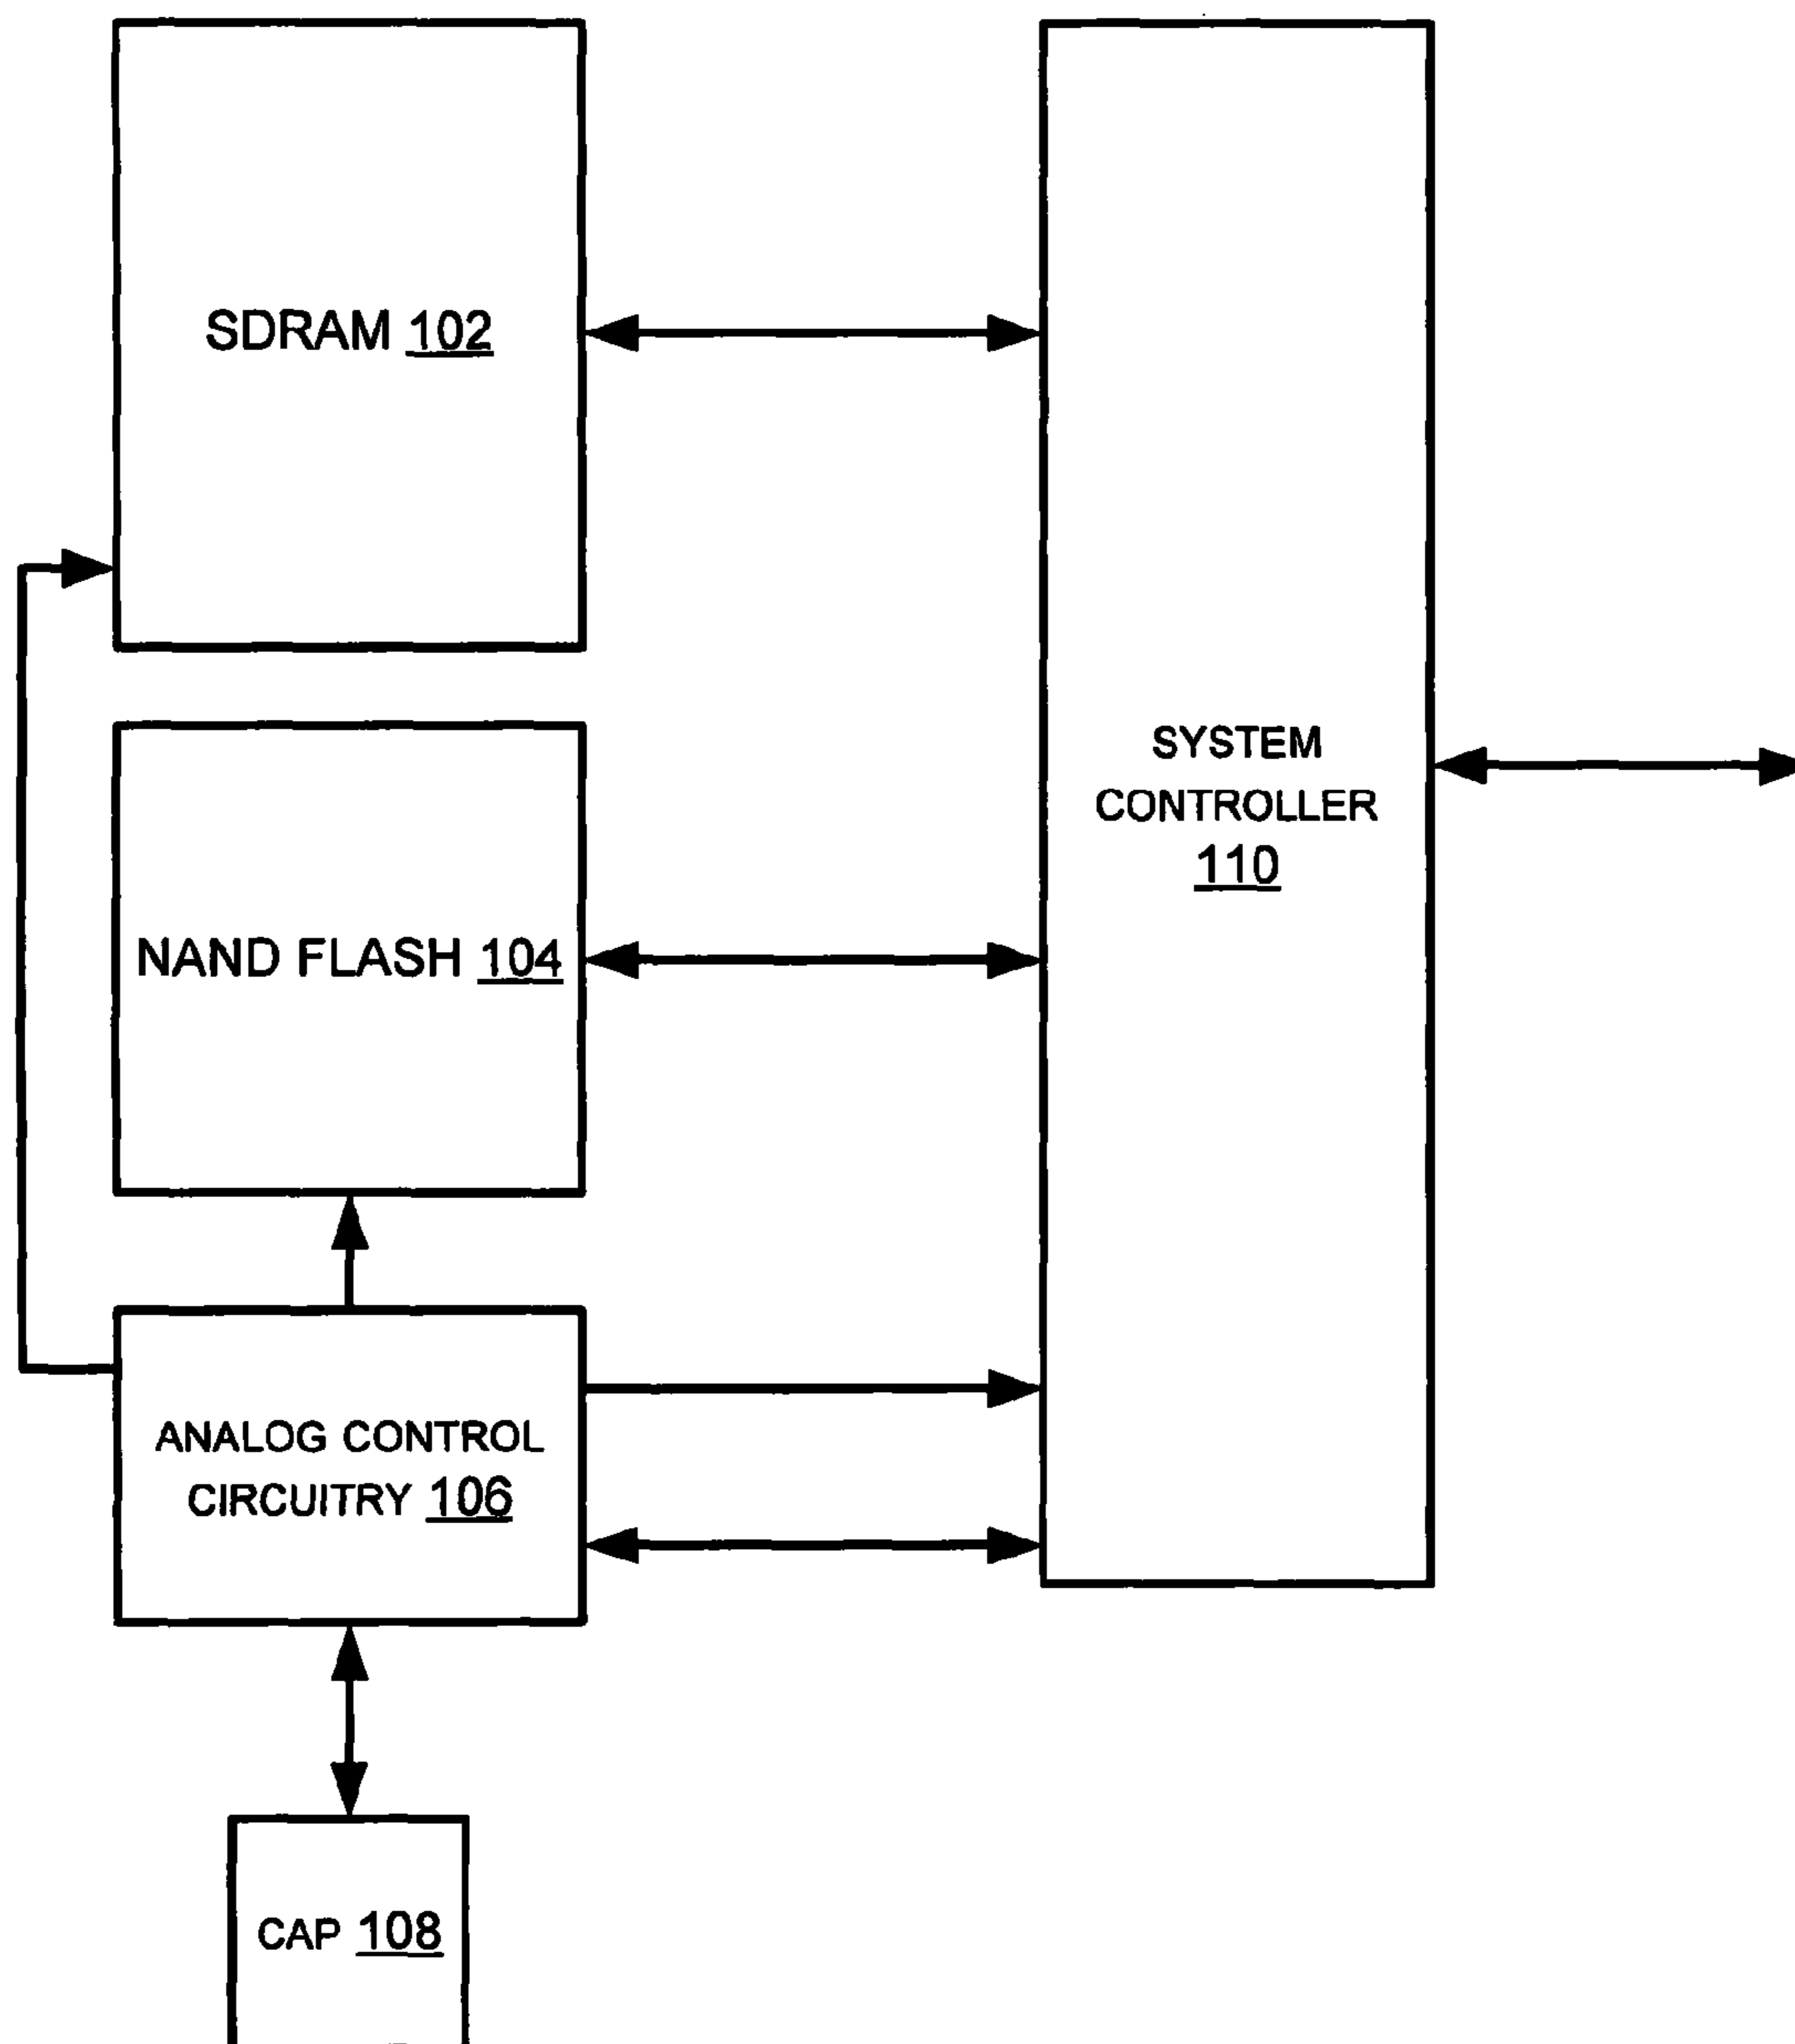 SDRAM 102
SYSTEM
CONTROLLER
110
NAND FLASH 104
ANALOG CONTROL
CIRCUITRY 106
CAP 108